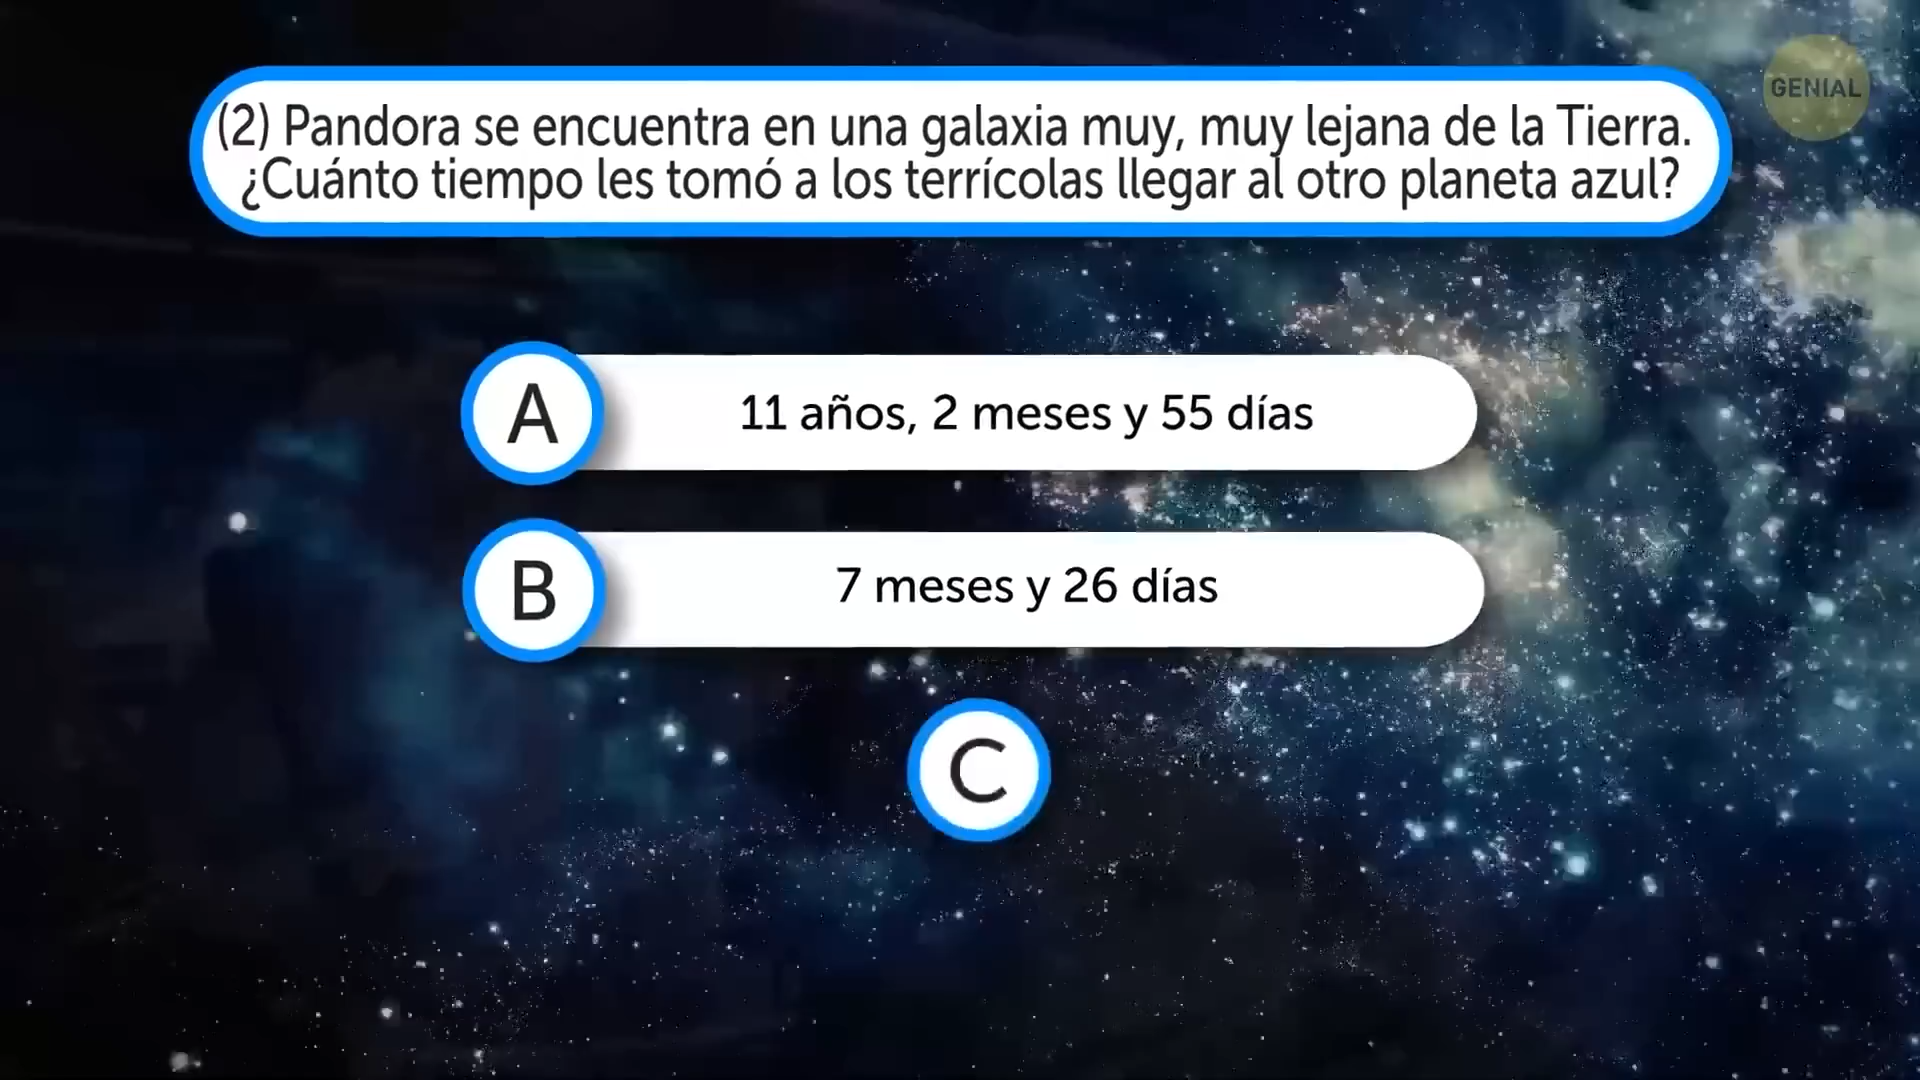 GENIAL
(2) Pandora se encuentra en una galaxia muy, muy lejana de la Tierra.
¿Cuánto tiempo les tomó a los terrícolas llegar al otro planeta azul?
A 11 años, 2 meses y 55 días
B 7 meses y 26 días
C